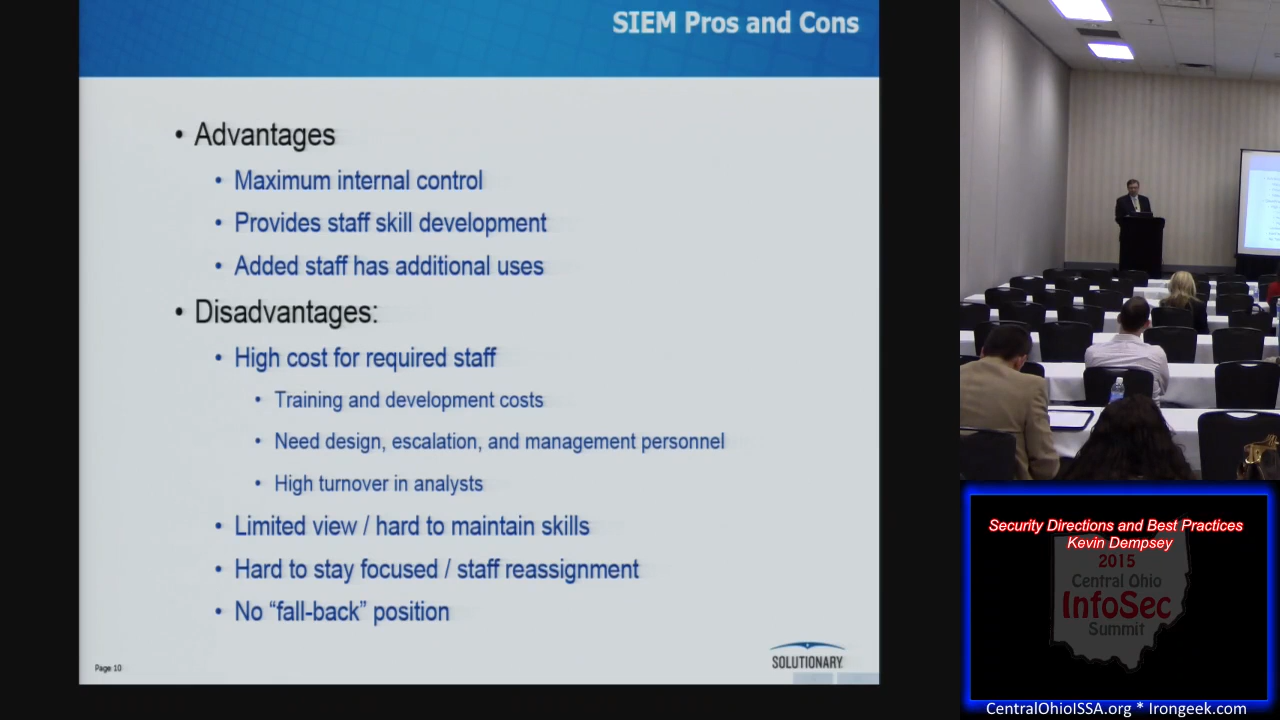 SIEM Pros and Cons
• Advantages
• Maximum internal control
• Provides staff skill development
• Added staff has additional uses
• Disadvantages:
• High cost for required staff
• Training and development costs
• Need design, escalation, and management personnel
• High turnover in analysts
• Limited view / hard to maintain skills
• Hard to stay focused / staff reassignment
• No “fall-back” position
Page 10
SOLUTIONARY
Security Directions and Best Practices
Kevin Dempsey
2015
Central Ohio
InfoSec
Summit
CentralOhioISSA.org * Irongeek.com